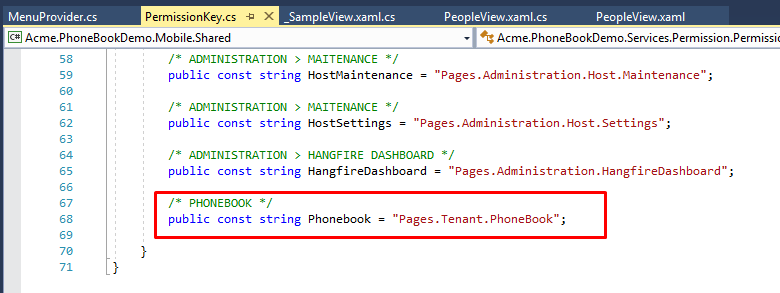 MenuProvider.cs PermissionKey.cs _SampleView.xaml.cs PeopleView.xaml.cs PeopleView.xaml
C# Acme.PhoneBookDemo.Mobile.Shared Acme.PhoneBookDemo.Services.Permission.Permissi
58 /* ADMINISTRATION > MAITENANCE */
59 public const string HostMaintenance = "Pages.Administration.Host.Maintenance";
60
61 /* ADMINISTRATION > MAITENANCE */
62 public const string HostSettings = "Pages.Administration.Host.Settings";
63
64 /* ADMINISTRATION > HANGFIRE DASHBOARD */
65 public const string HangfireDashboard = "Pages.Administration.HangfireDashboard";
66
67 /* PHONEBOOK */
68 public const string Phonebook = "Pages.Tenant.PhoneBook";
69
70 }
71 }